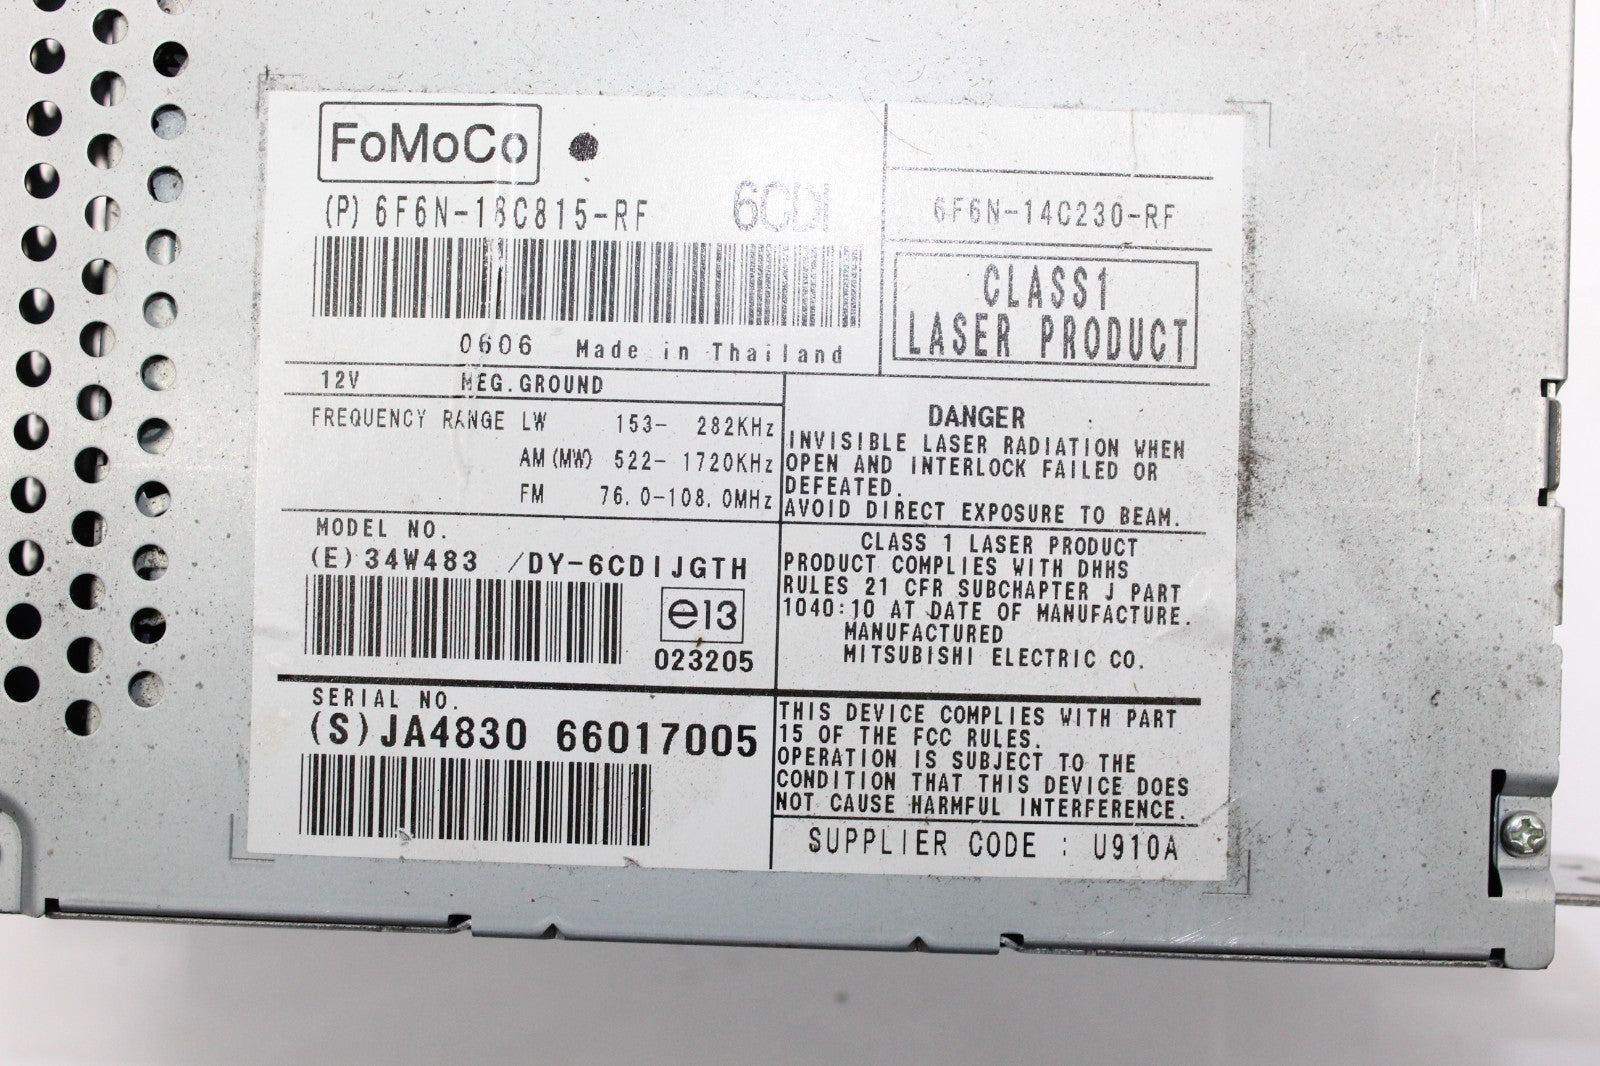 FoMoCo
(P) 6F6N-18C815-RF 6CDI
0606 Made in Thailand
6F6N-14C230-RF
CLASS1
LASER PRODUCT
12V MEG.GROUND
FREQUENCY RANGE LW 153- 282KHz
AM(MW) 522- 1720KHz
FM 76.0-108.0MHz
DANGER
INVISIBLE LASER RADIATION WHEN
OPEN AND INTERLOCK FAILED OR
DEFEATED.
AVOID DIRECT EXPOSURE TO BEAM.
MODEL NO.
(E) 34W483 /DY-6CDIJGTH
e13
023205
CLASS 1 LASER PRODUCT
PRODUCT COMPLIES WITH DHHS
RULES 21 CFR SUBCHAPTER J PART
1040:10 AT DATE OF MANUFACTURE.
MANUFACTURED
MITSUBISHI ELECTRIC CO.
SERIAL NO.
(S)JA4830 66017005
THIS DEVICE COMPLIES WITH PART
15 OF THE FCC RULES.
OPERATION IS SUBJECT TO THE
CONDITION THAT THIS DEVICE DOES
NOT CAUSE HARMFUL INTERFERENCE.
SUPPLIER CODE : U910A